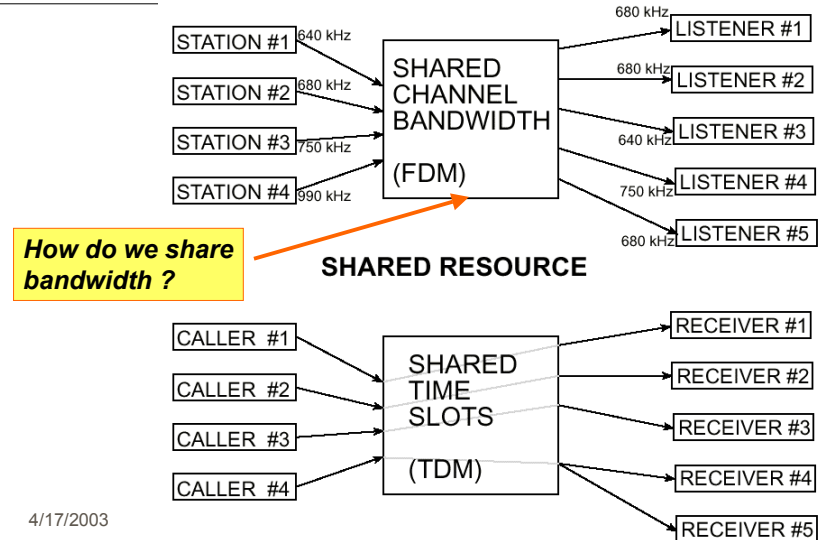 STATION #1
640 kHz
STATION #2
680 kHz
STATION #3
750 kHz
STATION #4
990 kHz
SHARED
CHANNEL
BANDWIDTH
(FDM)
680 kHz
LISTENER #1
680 kHz
LISTENER #2
640 kHz
LISTENER #3
750 kHz
LISTENER #4
680 kHz
LISTENER #5
How do we share
bandwidth ?
SHARED RESOURCE
CALLER #1
CALLER #2
CALLER #3
CALLER #4
SHARED
TIME
SLOTS
(TDM)
RECEIVER #1
RECEIVER #2
RECEIVER #3
RECEIVER #4
RECEIVER #5
4/17/2003